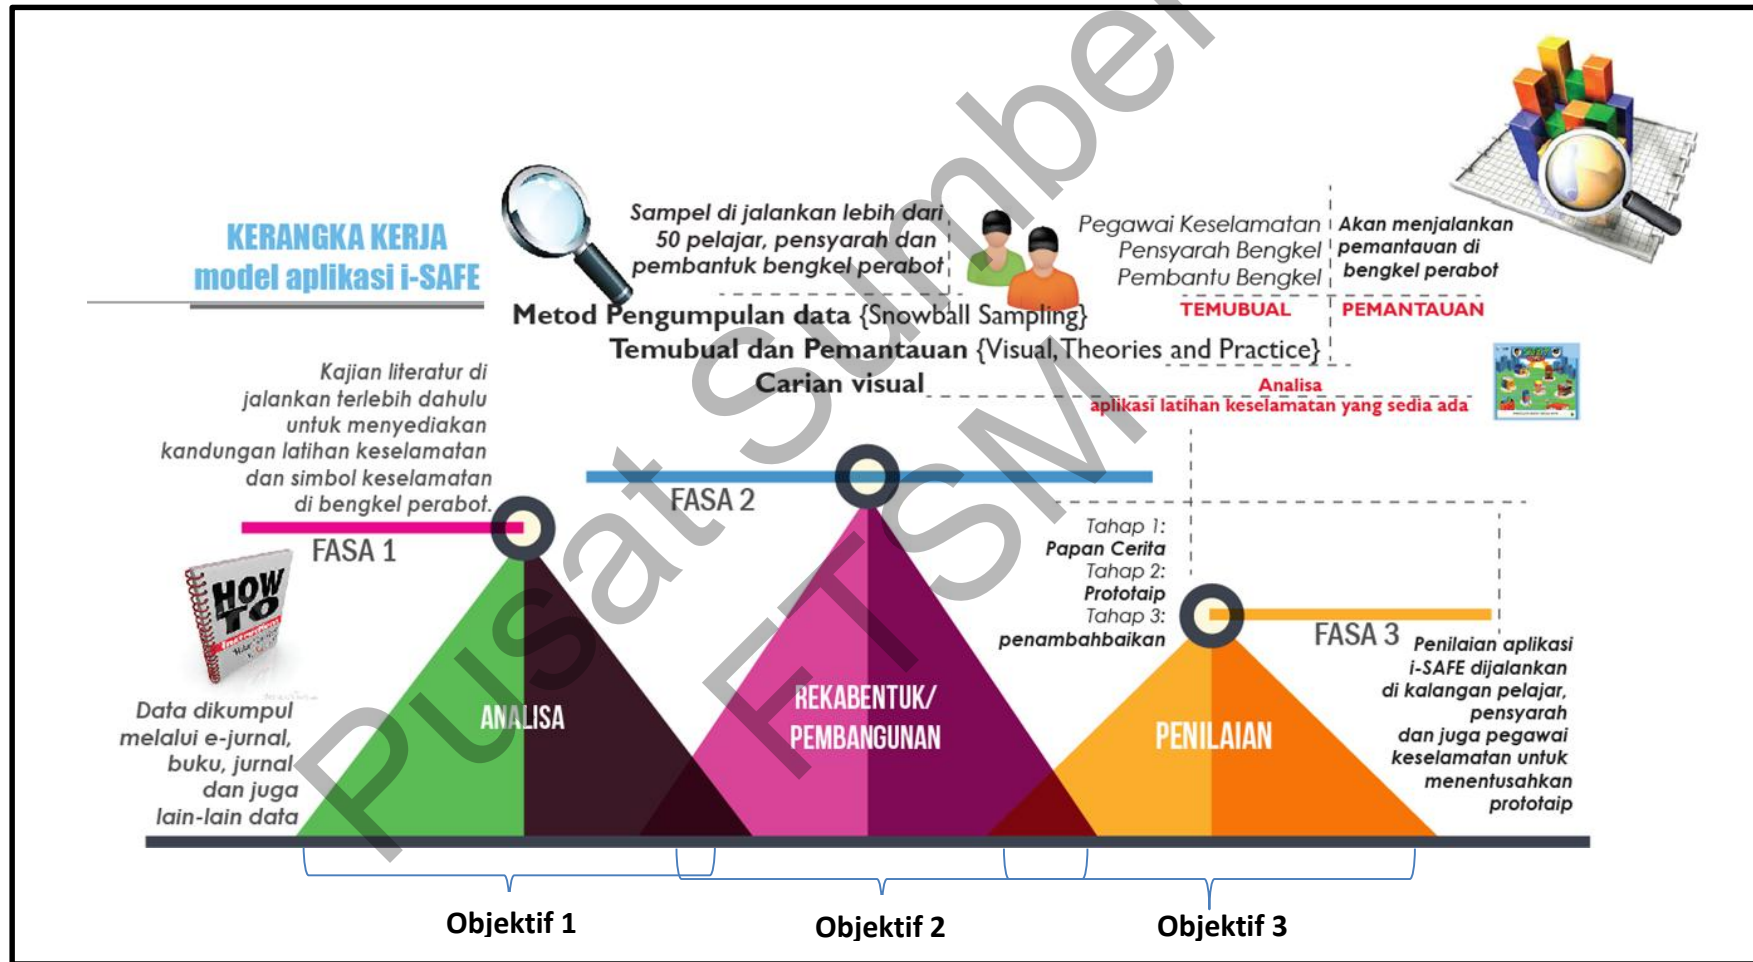 KERANGKA KERJA
model aplikasi i-SAFE
Sampel di jalankan lebih dari
50 pelajar, pensyarah dan
pembantuk bengkel perabot
Pegawai Keselamatan
Pensyarah Bengkel
Pembantu Bengkel
TEMUBUAL
Akan menjalankan
pemantauan di
bengkel perabot
PEMANTAUAN
Metod Pengumpulan data {Snowball Sampling}
Temubual dan Pemantauan {Visual, Theories and Practice}
Carian visual
Analisa
aplikasi latihan keselamatan yang sedia ada
Kajian literatur di
jalankan terlebih dahulu
untuk menyediakan
kandungan latihan keselamatan
dan simbol keselamatan
di bengkel perabot.
FASA 1
HOW
TO
Data dikumpul
melalui e-jurnal,
buku, jurnal
dan juga
lain-lain data
ANALISA
FASA 2
REKABENTUK/
PEMBANGUNAN
Tahap 1:
Papan Cerita
Tahap 2:
Prototaip
Tahap 3:
penambahbaikan
FASA 3
PENILAIAN
Penilaian aplikasi
i-SAFE dijalankan
di kalangan pelajar,
pensyarah
dan juga pegawai
keselamatan untuk
menentusahkan
prototaip
Objektif 1
Objektif 2
Objektif 3
Pusat Sumber
FTSM